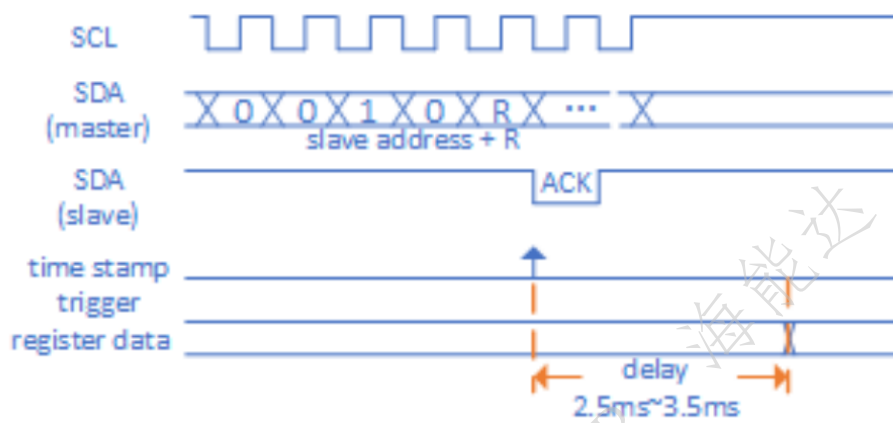 SCL
SDA
(master)
0 0 1 0 R ...
slave address + R
SDA
(slave)
ACK
time stamp
trigger
register data
delay
2.5ms~3.5ms
海能达